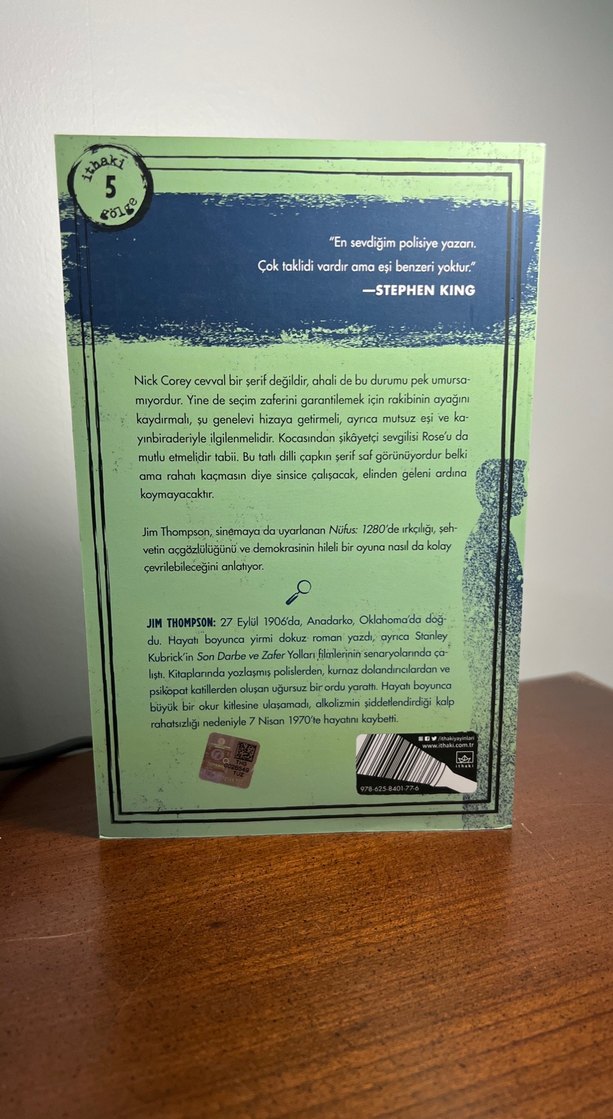 ithaki
5
gölge
"En sevdiğim polisiye yazarı.
Çok taklidi vardır ama eşi benzeri yoktur."
—STEPHEN KING
Nick Corey cevval bir şerif değildir, ahali de bu durumu pek umursa-
mıyordur. Yine de seçim zaferini garantilemek için rakibinin ayağını
kaydırmalı, şu genelevi hizaya getirmeli, ayrıca mutsuz eşi ve ka-
yınbiraderiyle ilgilenmelidir. Kocasından şikâyetçi sevgilisi Rose'u da
mutlu etmelidir tabii. Bu tatlı dilli çapkın şerif saf görünüyordur belki
ama rahatı kaçmasın diye sinsice çalışacak, elinden geleni ardına
koymayacaktır.
Jim Thompson, sinemaya da uyarlanan Nüfus: 1280'de ırkçılığı, şeh-
vetin açgözlülüğünü ve demokrasinin hileli bir oyuna nasıl da kolay
çevrilebileceğini anlatıyor.
JIM THOMPSON: 27 Eylül 1906'da, Anadarko, Oklahoma'da doğ-
du. Hayatı boyunca yirmi dokuz roman yazdı, ayrıca Stanley
Kubrick'in Son Darbe ve Zafer Yolları filmlerinin senaryolarında ça-
lıştı. Kitaplarında yozlaşmış polislerden, kurnaz dolandırıcılardan ve
psikopat katillerden oluşan uğursuz bir ordu yarattı. Hayatı boyunca
büyük bir okur kitlesine ulaşamadı, alkolizmin şiddetlendirdiği kalp
rahatsızlığı nedeniyle 7 Nisan 1970'te hayatını kaybetti.
/ithakiyayinlari
www.ithaki.com.tr
ithaki
978-625-8401-77-6